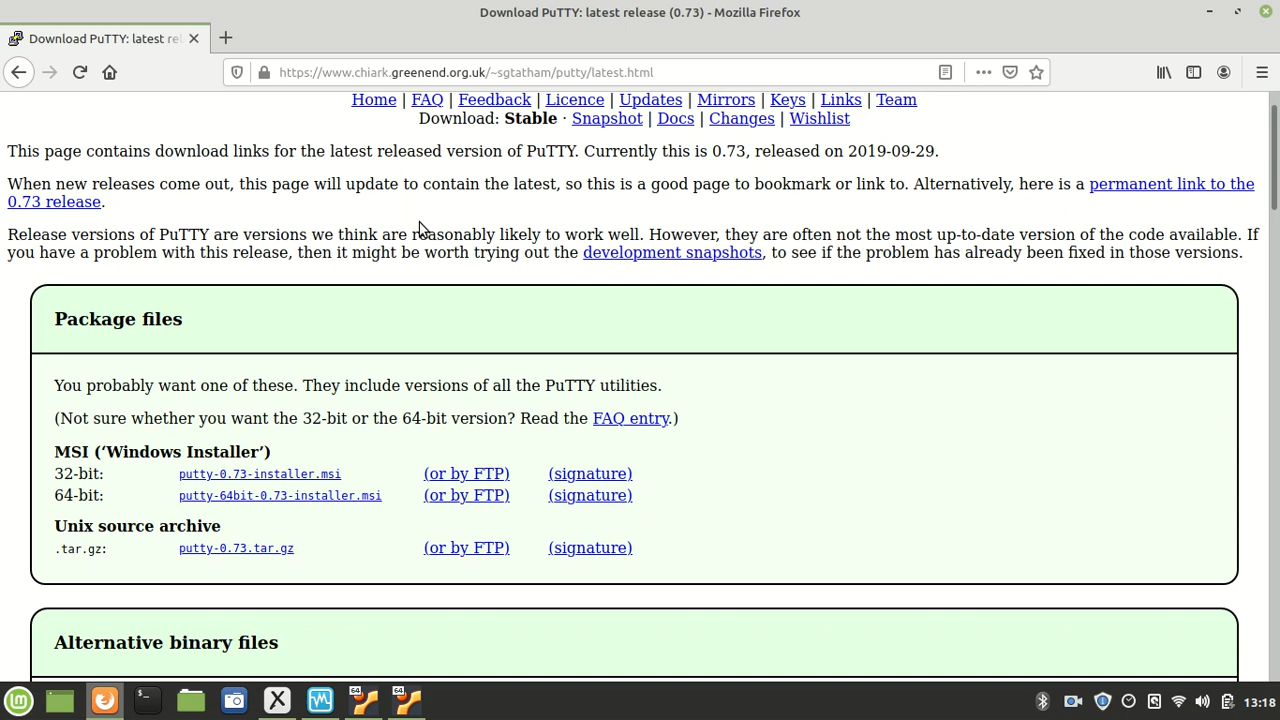 Download PuTTY: latest release (0.73) - Mozilla Firefox
Download PuTTY: latest rel
https://www.chiark.greenend.org.uk/~sgtatham/putty/latest.html
Home | FAQ | Feedback | Licence | Updates | Mirrors | Keys | Links | Team
Download: Stable · Snapshot | Docs | Changes | Wishlist
This page contains download links for the latest released version of PuTTY. Currently this is 0.73, released on 2019-09-29.
When new releases come out, this page will update to contain the latest, so this is a good page to bookmark or link to. Alternatively, here is a permanent link to the
0.73 release.
Release versions of PuTTY are versions we think are reasonably likely to work well. However, they are often not the most up-to-date version of the code available. If
you have a problem with this release, then it might be worth trying out the development snapshots, to see if the problem has already been fixed in those versions.
Package files
You probably want one of these. They include versions of all the PuTTY utilities.
(Not sure whether you want the 32-bit or the 64-bit version? Read the FAQ entry.)
MSI (‘Windows Installer’)
32-bit: putty-0.73-installer.msi (or by FTP) (signature)
64-bit: putty-64bit-0.73-installer.msi (or by FTP) (signature)
Unix source archive
.tar.gz: putty-0.73.tar.gz (or by FTP) (signature)
Alternative binary files
64 64 13:18